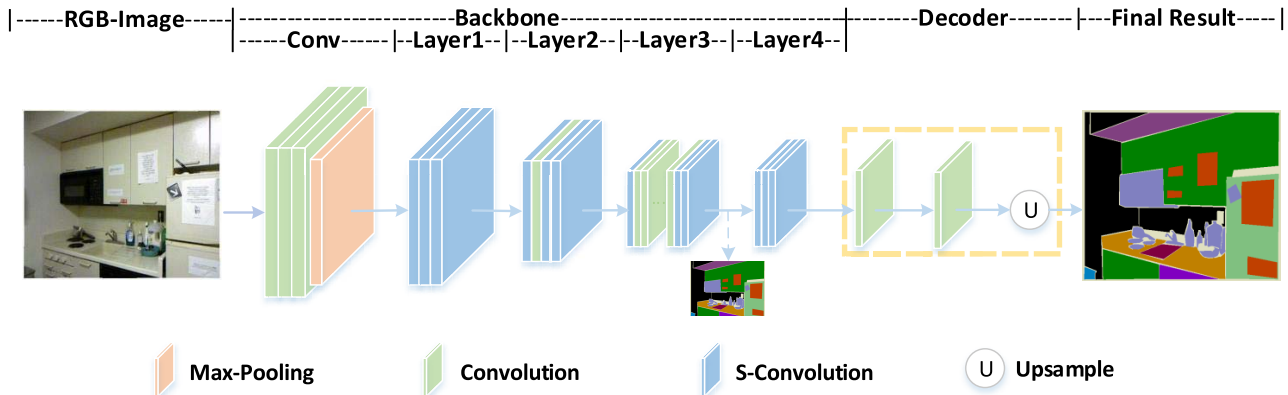 RGB-Image Backbone Decoder Final Result
Conv Layer1 Layer2 Layer3 Layer4
U
Max-Pooling Convolution S-Convolution U Upsample